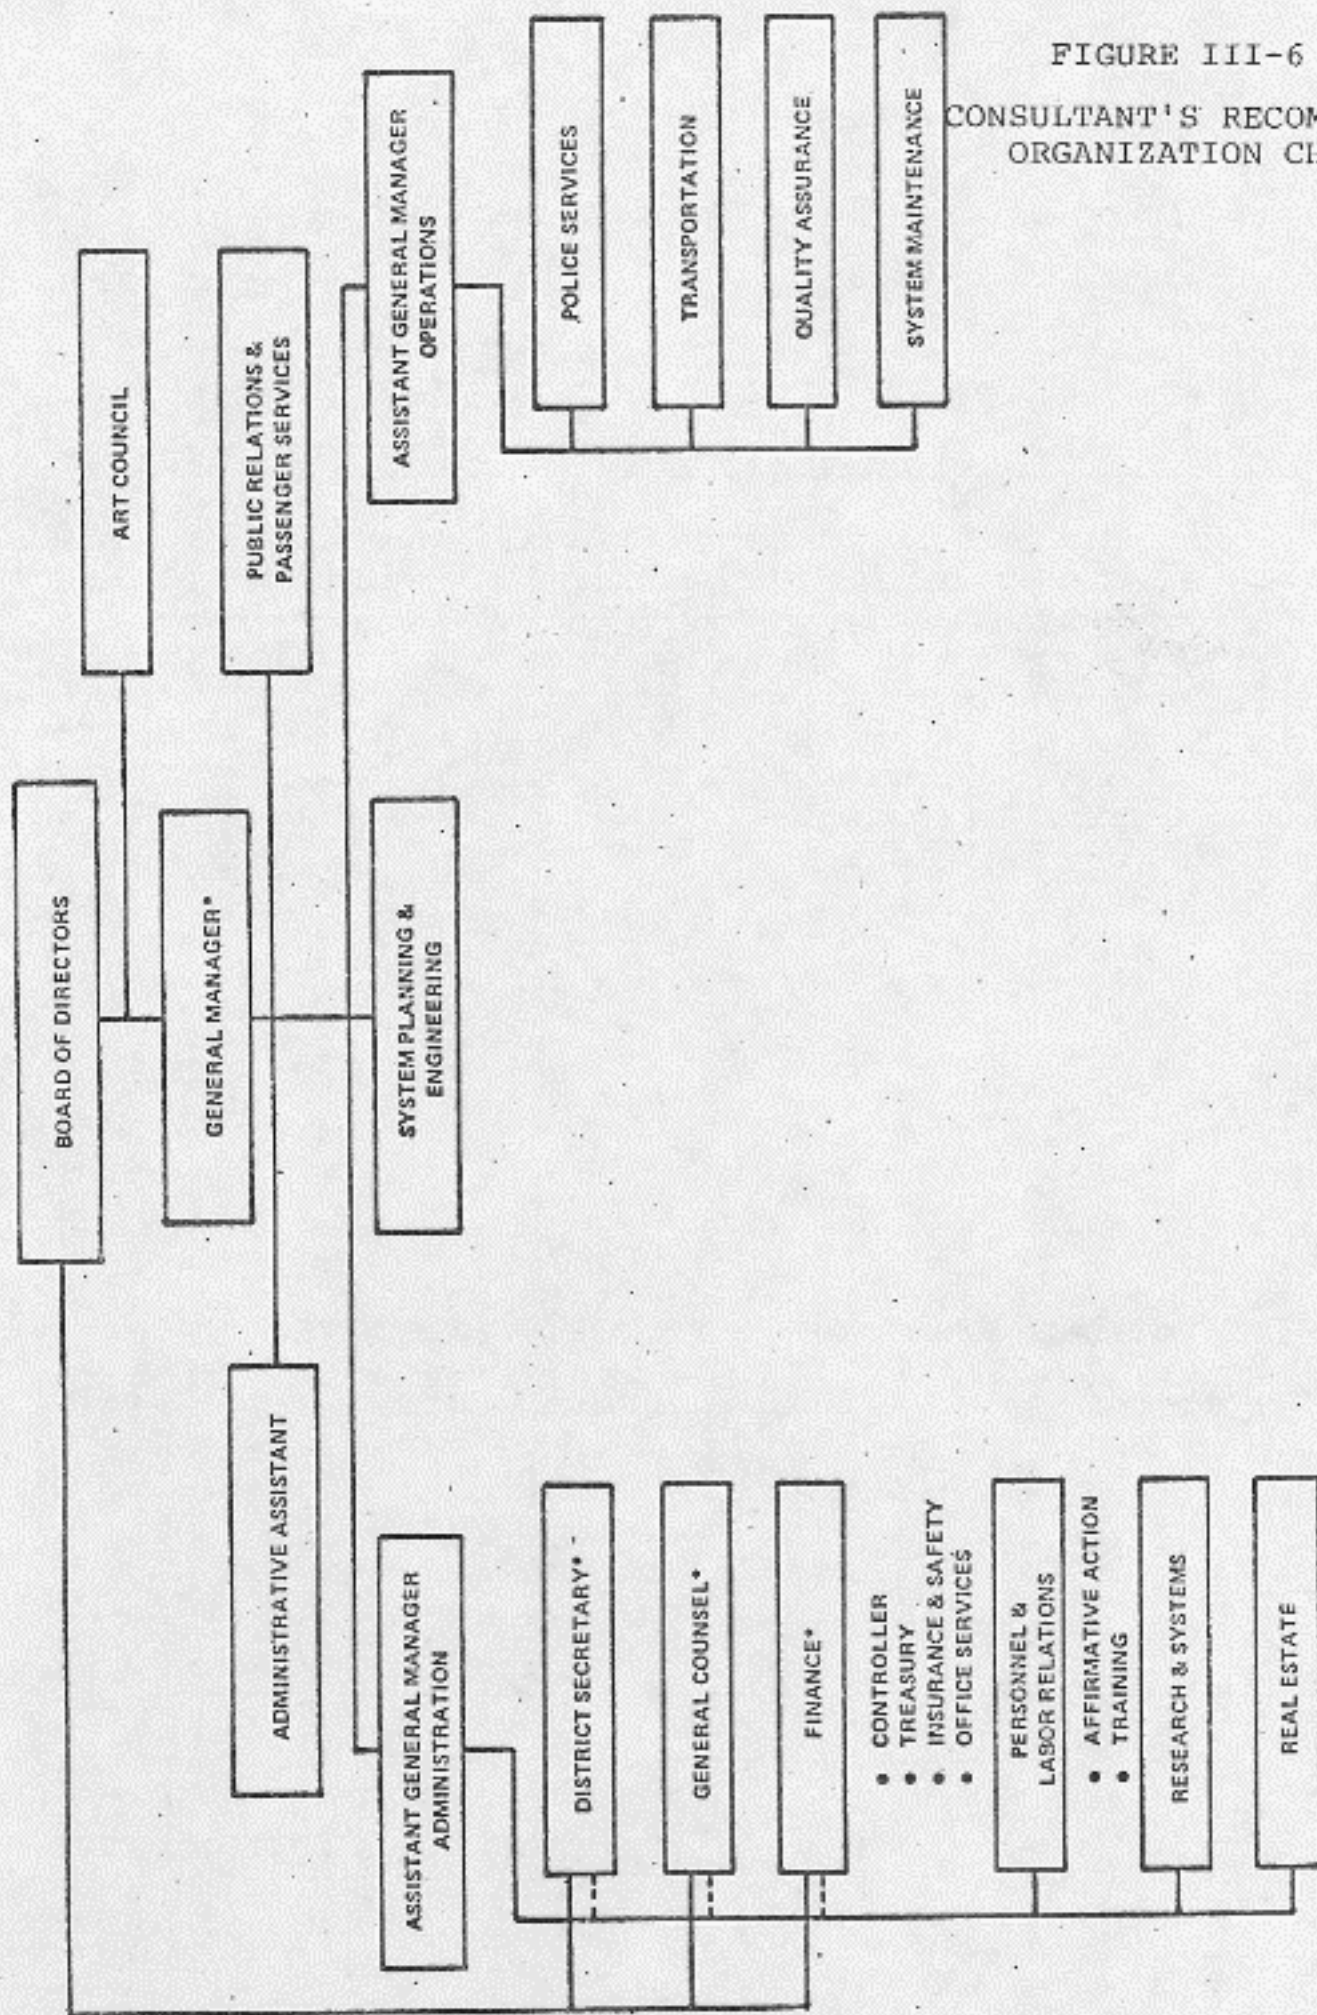 FIGURE III-6
CONSULTANT'S RECOM
ORGANIZATION CH
BOARD OF DIRECTORS
ART COUNCIL
GENERAL MANAGER*
ADMINISTRATIVE ASSISTANT
PUBLIC RELATIONS &
PASSENGER SERVICES
ASSISTANT GENERAL MANAGER
ADMINISTRATION
SYSTEM PLANNING &
ENGINEERING
ASSISTANT GENERAL MANAGER
OPERATIONS
DISTRICT SECRETARY*
GENERAL COUNSEL*
FINANCE*
• CONTROLLER
• TREASURY
• INSURANCE & SAFETY
• OFFICE SERVICES
PERSONNEL &
LABOR RELATIONS
• AFFIRMATIVE ACTION
• TRAINING
RESEARCH & SYSTEMS
REAL ESTATE
POLICE SERVICES
TRANSPORTATION
QUALITY ASSURANCE
SYSTEM MAINTENANCE